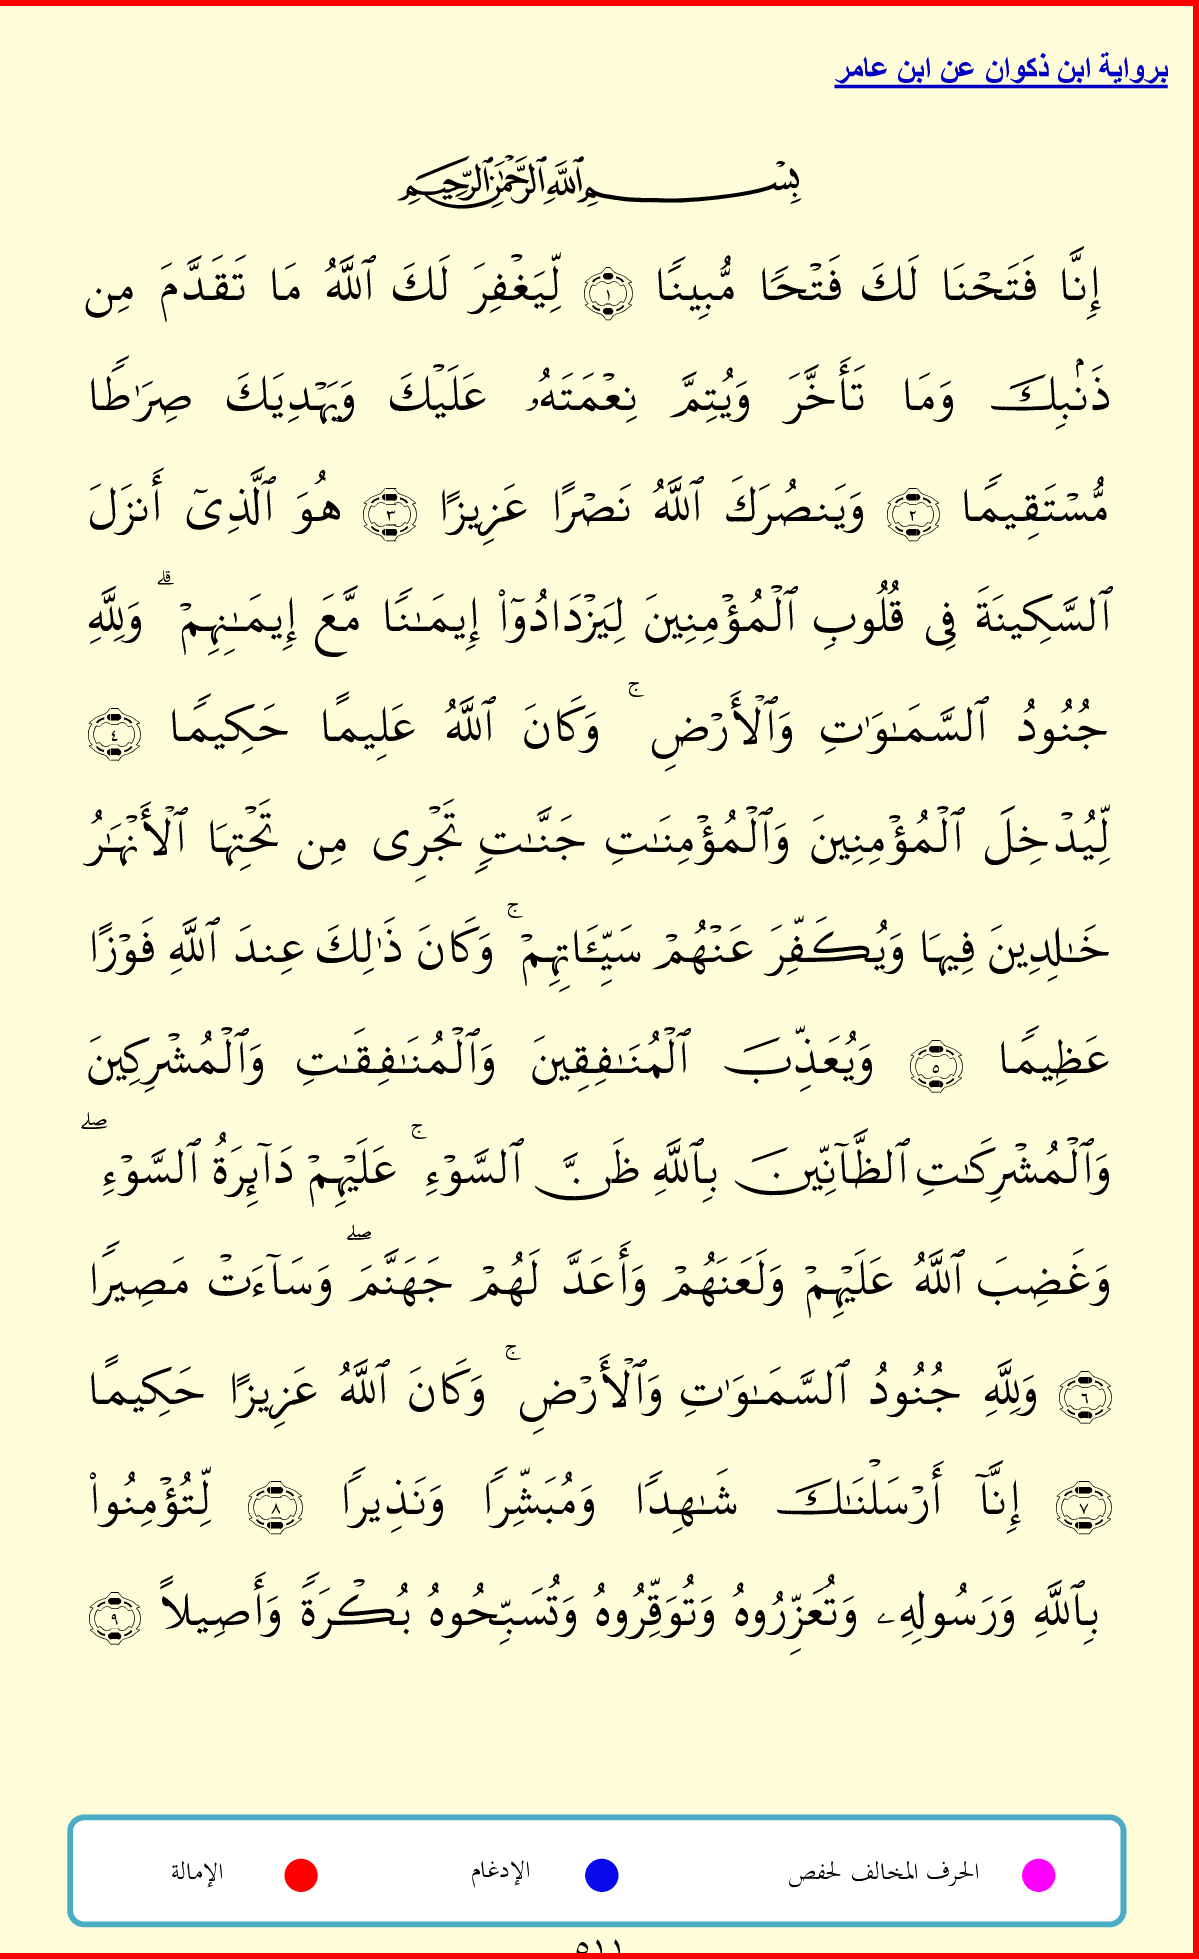 برواية ابن ذكوان عن ابن عامر
بِسْمِ ٱللَّهِ ٱلرَّحْمَٰنِ ٱلرَّحِيمِ
إِنَّا فَتَحْنَا لَكَ فَتْحًا مُّبِينًا ١ لِّيَغْفِرَ لَكَ ٱللَّهُ مَا تَقَدَّمَ مِن
ذَنۢبِكَ وَمَا تَأَخَّرَ وَيُتِمَّ نِعْمَتَهُۥ عَلَيْكَ وَيَهْدِيَكَ صِرَٰطًا
مُّسْتَقِيمًا ٢ وَيَنصُرَكَ ٱللَّهُ نَصْرًا عَزِيزًا ٣ هُوَ ٱلَّذِىٓ أَنزَلَ
ٱلسَّكِينَةَ فِى قُلُوبِ ٱلْمُؤْمِنِينَ لِيَزْدَادُوٓا۟ إِيمَـٰنًا مَّعَ إِيمَـٰنِهِمْ ۗ وَلِلَّهِ
جُنُودُ ٱلسَّمَـٰوَٰتِ وَٱلْأَرْضِ ۚ وَكَانَ ٱللَّهُ عَلِيمًا حَكِيمًا ٤
لِّيُدْخِلَ ٱلْمُؤْمِنِينَ وَٱلْمُؤْمِنَـٰتِ جَنَّـٰتٍ تَجْرِى مِن تَحْتِهَا ٱلْأَنْهَـٰرُ
خَـٰلِدِينَ فِيهَا وَيُكَفِّرَ عَنْهُمْ سَيِّـَٔاتِهِمْ ۚ وَكَانَ ذَٰلِكَ عِندَ ٱللَّهِ فَوْزًا
عَظِيمًا ٥ وَيُعَذِّبَ ٱلْمُنَـٰفِقِينَ وَٱلْمُنَـٰفِقَـٰتِ وَٱلْمُشْرِكِينَ
وَٱلْمُشْرِكَـٰتِ ٱلظَّآنِّينَ بِٱللَّهِ ظَنَّ ٱلسَّوْءِ ۚ عَلَيْهِمْ دَآئِرَةُ ٱلسَّوْءِ ۖ
وَغَضِبَ ٱللَّهُ عَلَيْهِمْ وَلَعَنَهُمْ وَأَعَدَّ لَهُمْ جَهَنَّمَ ۖ وَسَآءَتْ مَصِيرًا
٦ وَلِلَّهِ جُنُودُ ٱلسَّمَـٰوَٰتِ وَٱلْأَرْضِ ۚ وَكَانَ ٱللَّهُ عَزِيزًا حَكِيمًا
٧ إِنَّآ أَرْسَلْنَـٰكَ شَـٰهِدًا وَمُبَشِّرًا وَنَذِيرًا ٨ لِّتُؤْمِنُوا۟
بِٱللَّهِ وَرَسُولِهِۦ وَتُعَزِّرُوهُ وَتُوَقِّرُوهُ وَتُسَبِّحُوهُ بُكْرَةً وَأَصِيلاً ٩
الحرف المخالف لحفص الإدغام الإمالة
٥١١